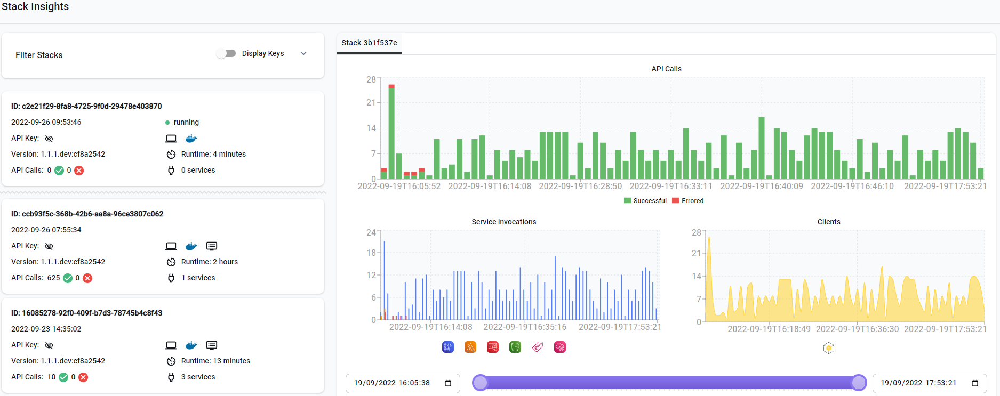 Stack Insights
Filter Stacks
Display Keys
ID: c2e21f29-8fa8-4725-9f0d-29478e403870
2022-09-26 09:53:46
running
API Key:
Version: 1.1.1.dev:cf8a2542
Runtime: 4 minutes
API Calls: 0 0
0 services
ID: ccb93f5c-368b-42b6-aa8a-96ce3807c062
2022-09-26 07:55:34
API Key:
Version: 1.1.1.dev:cf8a2542
Runtime: 2 hours
API Calls: 625 0
1 services
ID: 16085278-92f0-409f-b7d3-78745b4c8f43
2022-09-23 14:35:02
API Key:
Version: 1.1.1.dev:cf8a2542
Runtime: 13 minutes
API Calls: 10 0
3 services
Stack 3b1f537e
API Calls
28
21
14
7
0
2022-09-19T16:05:52 2022-09-19T16:14:08 2022-09-19T16:28:50 2022-09-19T16:33:11 2022-09-19T16:40:09 2022-09-19T16:46:10 2022-09-19T17:53:21
Successful Errored
Service invocations
24
18
12
6
0
2022-09-19T16:14:08 2022-09-19T16:35:16 2022-09-19T17:53:21
Clients
28
21
14
7
0
2022-09-19T16:18:49 2022-09-19T16:36:30 2022-09-19T17:53:21
19/09/2022 16:05:38
19/09/2022 17:53:21